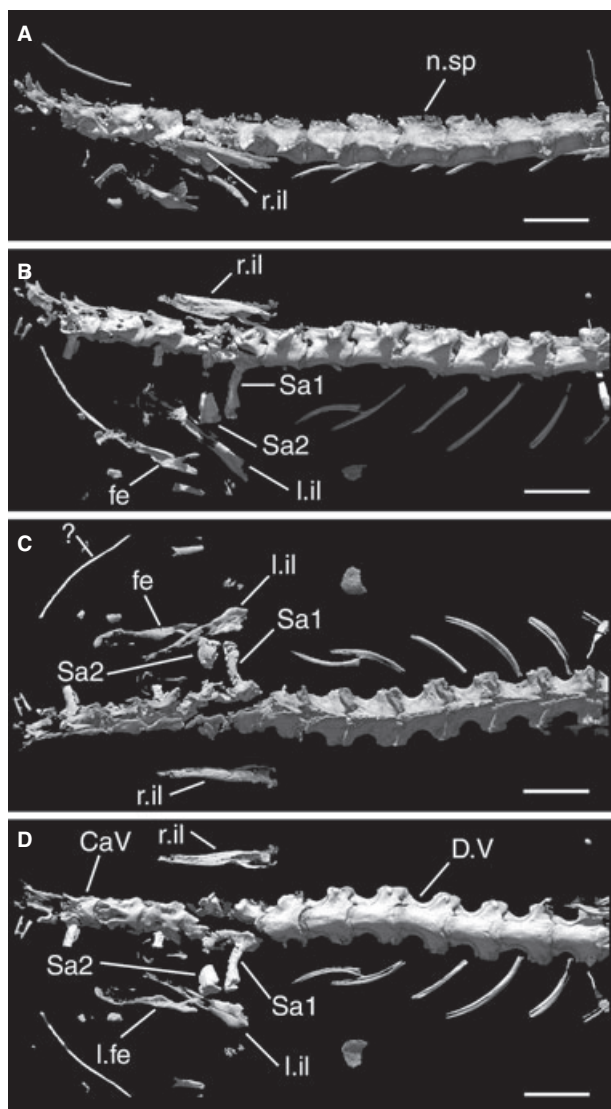 A
n.sp
r.il
B
r.il
Sa1
Sa2
fe
l.il
C
?
fe
l.il
Sa1
Sa2
r.il
D
CaV
r.il
D.V
Sa2
Sa1
l.fe
l.il